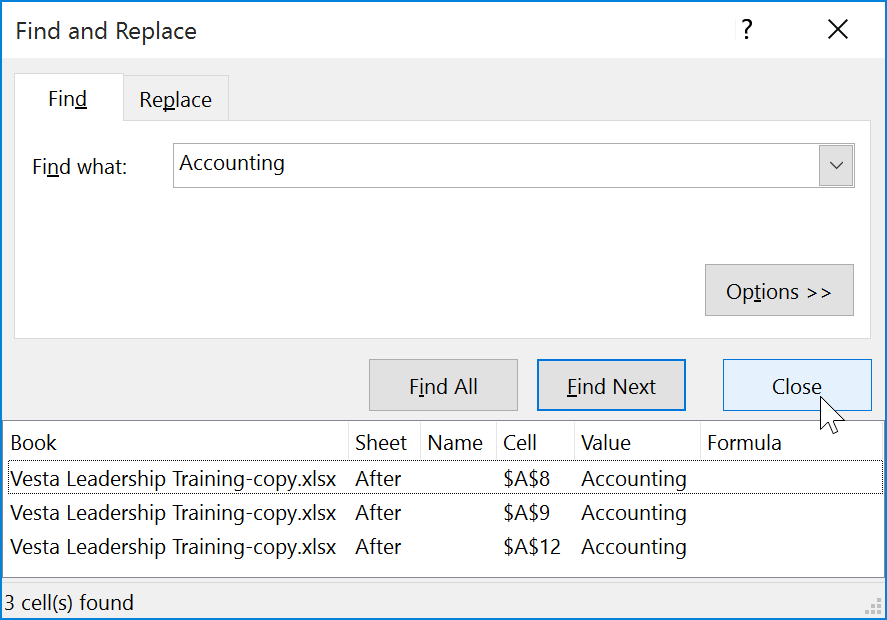 Find and Replace ?
Find Replace
Find what: Accounting
Options >>
Find All Find Next Close
Book Sheet Name Cell Value Formula
Vesta Leadership Training-copy.xlsx After $A$8 Accounting
Vesta Leadership Training-copy.xlsx After $A$9 Accounting
Vesta Leadership Training-copy.xlsx After $A$12 Accounting
3 cell(s) found